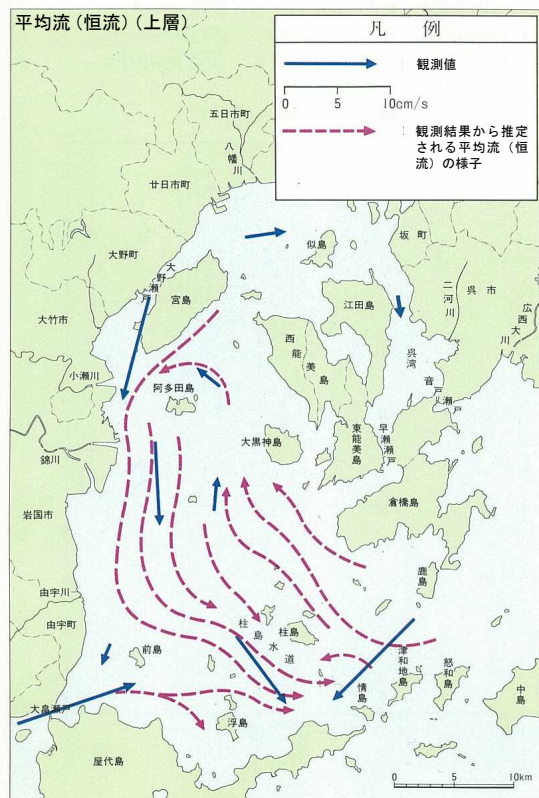 平均流（恒流）（上層）
凡 例
観測値
0 5 10cm/s
観測結果から推定
される平均流（恒
流）の様子
五日市町
八幡川
廿日市町
大野町
大野瀬戸
宮島
似島
坂町
呉市
二河川
広西大川
大竹市
江田島
西能美島
呉湾
音戸瀬戸
小瀬川
阿多田島
大黒神島
東能美島
早瀬瀬戸
錦川
倉橋島
岩国市
鹿島
由宇川
由宇町
柱島
柱島水道
前島
津和地島
怒和島
中島
情島
大畠瀬戸
浮島
屋代島
0 5 10km